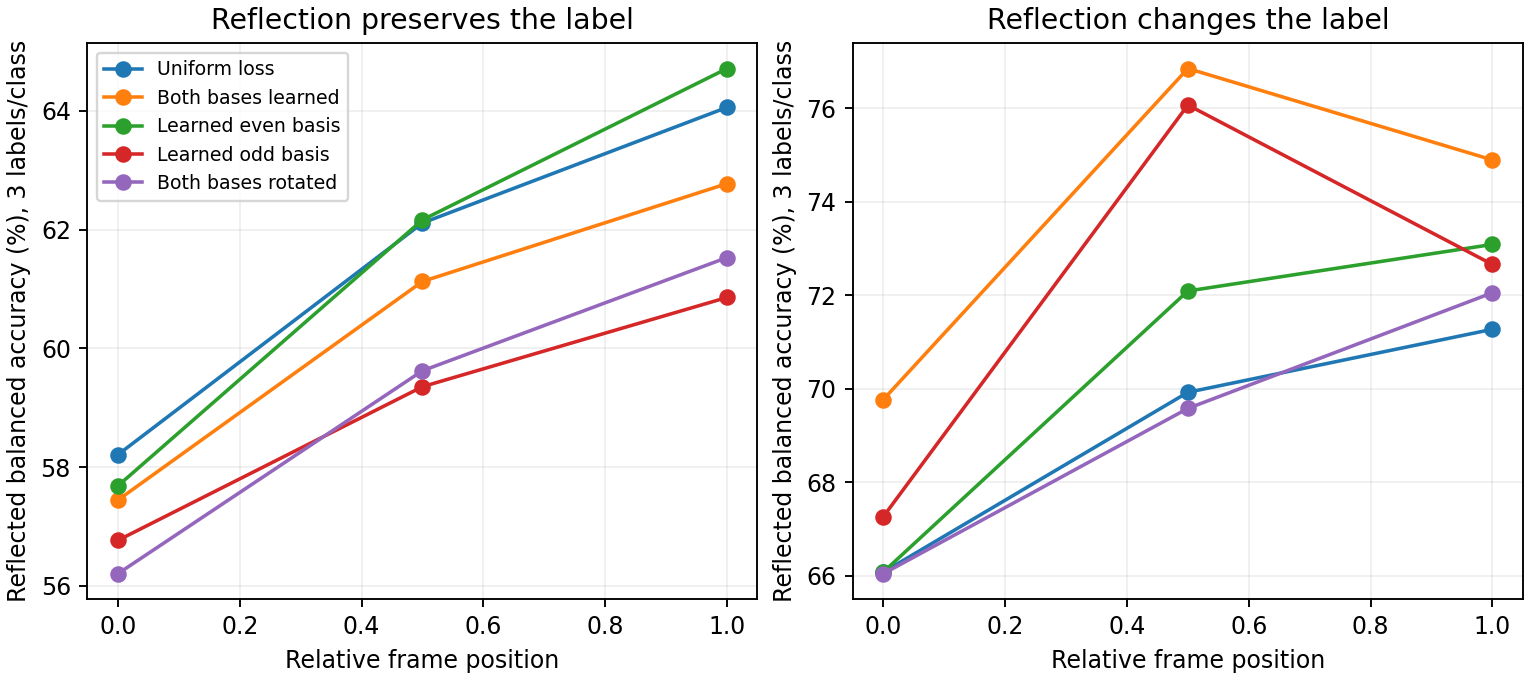 Reflection preserves the label
Reflected balanced accuracy (%), 3 labels/class
64
62
60
58
56
Uniform loss
Both bases learned
Learned even basis
Learned odd basis
Both bases rotated
0.0 0.2 0.4 0.6 0.8 1.0
Relative frame position
Reflection changes the label
Reflected balanced accuracy (%), 3 labels/class
76
74
72
70
68
66
0.0 0.2 0.4 0.6 0.8 1.0
Relative frame position